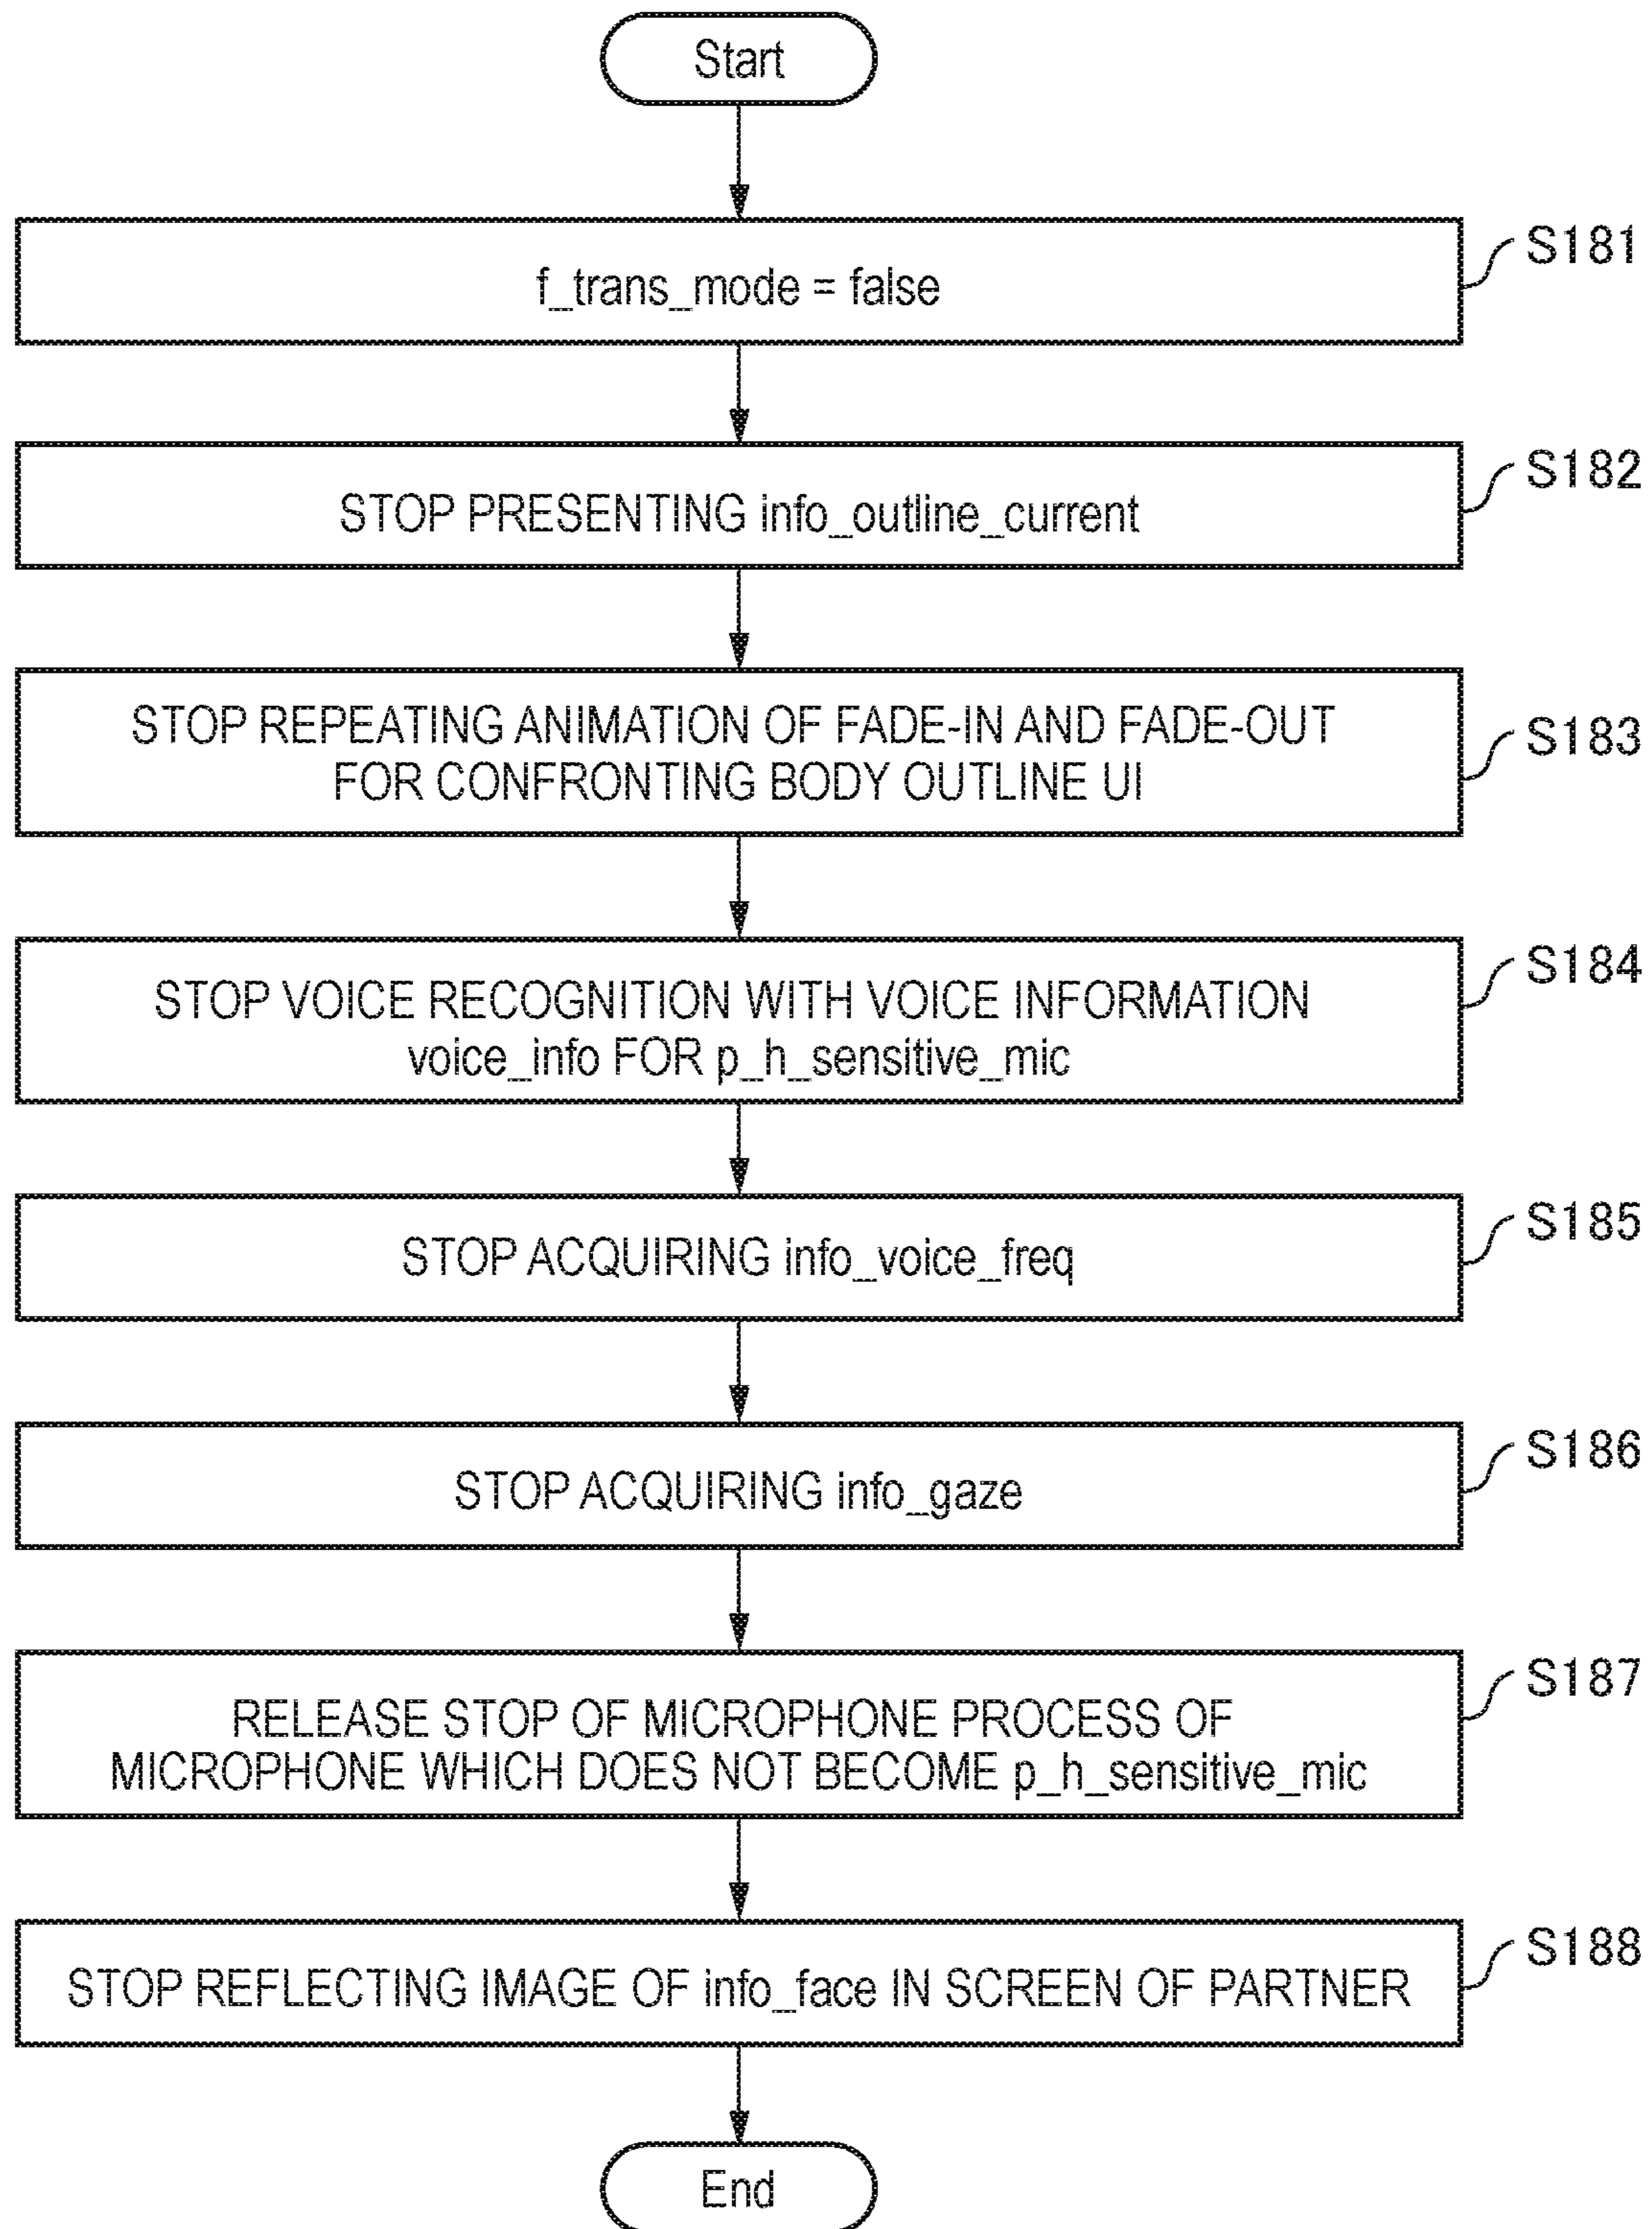 Start
f_trans_mode = false
S181
STOP PRESENTING info_outline_current
S182
STOP REPEATING ANIMATION OF FADE-IN AND FADE-OUT
FOR CONFRONTING BODY OUTLINE UI
S183
STOP VOICE RECOGNITION WITH VOICE INFORMATION
voice_info FOR p_h_sensitive_mic
S184
STOP ACQUIRING info_voice_freq
S185
STOP ACQUIRING info_gaze
S186
RELEASE STOP OF MICROPHONE PROCESS OF
MICROPHONE WHICH DOES NOT BECOME p_h_sensitive_mic
S187
STOP REFLECTING IMAGE OF info_face IN SCREEN OF PARTNER
S188
End